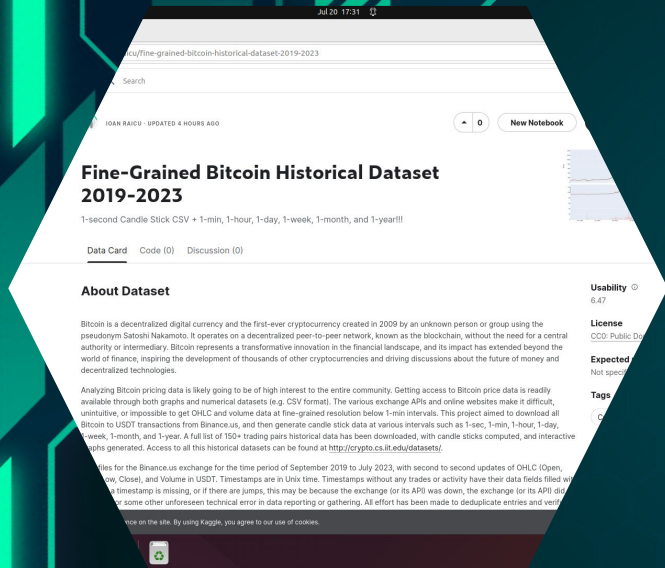 Jul 20 17:31
icu/fine-grained-bitcoin-historical-dataset-2019-2023
Search
IOAN RAICU · UPDATED 4 HOURS AGO
0
New Notebook
Fine-Grained Bitcoin Historical Dataset
2019-2023
1-second Candle Stick CSV + 1-min, 1-hour, 1-day, 1-week, 1-month, and 1-year!!!
Data Card Code (0) Discussion (0)
About Dataset
Bitcoin is a decentralized digital currency and the first-ever cryptocurrency created in 2009 by an unknown person or group using the
pseudonym Satoshi Nakamoto. It operates on a decentralized peer-to-peer network, known as the blockchain, without the need for a central
authority or intermediary. Bitcoin represents a transformative innovation in the financial landscape, and its impact has extended beyond the
world of finance, inspiring the development of thousands of other cryptocurrencies and driving discussions about the future of money and
decentralized technologies.
Analyzing Bitcoin pricing data is likely going to be of high interest to the entire community. Getting access to Bitcoin price data is readily
available through both graphs and numerical datasets (e.g. CSV format). The various exchange APIs and online websites make it difficult,
unintuitive, or impossible to get OHLC and volume data at fine-grained resolution below 1-min intervals. This project aimed to download all
Bitcoin to USDT transactions from Binance.us, and then generate candle stick data at various intervals such as 1-sec, 1-min, 1-hour, 1-day,
-week, 1-month, and 1-year. A full list of 150+ trading pairs historical data has been downloaded, with candle sticks computed, and interactive
aphs generated. Access to all this historical datasets can be found at http://crypto.cs.iit.edu/datasets/.
files for the Binance.us exchange for the time period of September 2019 to July 2023, with second to second updates of OHLC (Open,
ow, Close), and Volume in USDT. Timestamps are in Unix time. Timestamps without any trades or activity have their data fields filled wit
a timestamp is missing, or if there are jumps, this may be because the exchange (or its API) was down, the exchange (or its API) did
or some other unforeseen technical error in data reporting or gathering. All effort has been made to deduplicate entries and verif
Usability
6.47
License
CC0: Public Do
Expected
Not specif
Tags
C
nce on the site. By using Kaggle, you agree to our use of cookies.